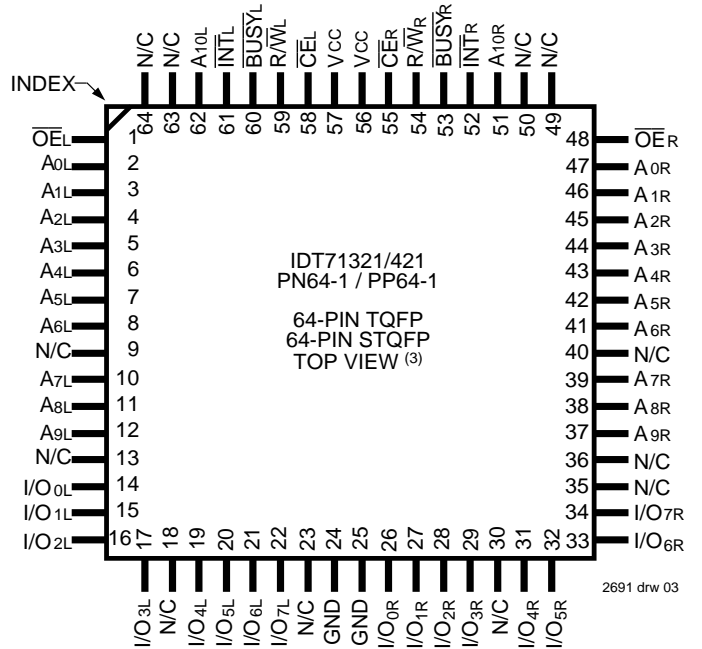 N/C
N/C
A10L
INTL
BUSYL
R/WL
CEL
VCC
VCC
CER
R/WR
BUSYR
INTR
A10R
N/C
N/C
INDEX
64
63
62
61
60
59
58
57
56
55
54
53
52
51
50
49
OEL 1
A0L 2
A1L 3
A2L 4
A3L 5
A4L 6
A5L 7
A6L 8
N/C 9
A7L 10
A8L 11
A9L 12
N/C 13
I/O0L 14
I/O1L 15
I/O2L 16
IDT71321/421
PN64-1 / PP64-1
64-PIN TQFP
64-PIN STQFP
TOP VIEW (3)
48 OER
47 A0R
46 A1R
45 A2R
44 A3R
43 A4R
42 A5R
41 A6R
40 N/C
39 A7R
38 A8R
37 A9R
36 N/C
35 N/C
34 I/O7R
33 I/O6R
17
18
19
20
21
22
23
24
25
26
27
28
29
30
31
32
I/O3L
N/C
I/O4L
I/O5L
I/O6L
I/O7L
N/C
GND
GND
I/O0R
I/O1R
I/O2R
I/O3R
N/C
I/O4R
I/O5R
2691 drw 03